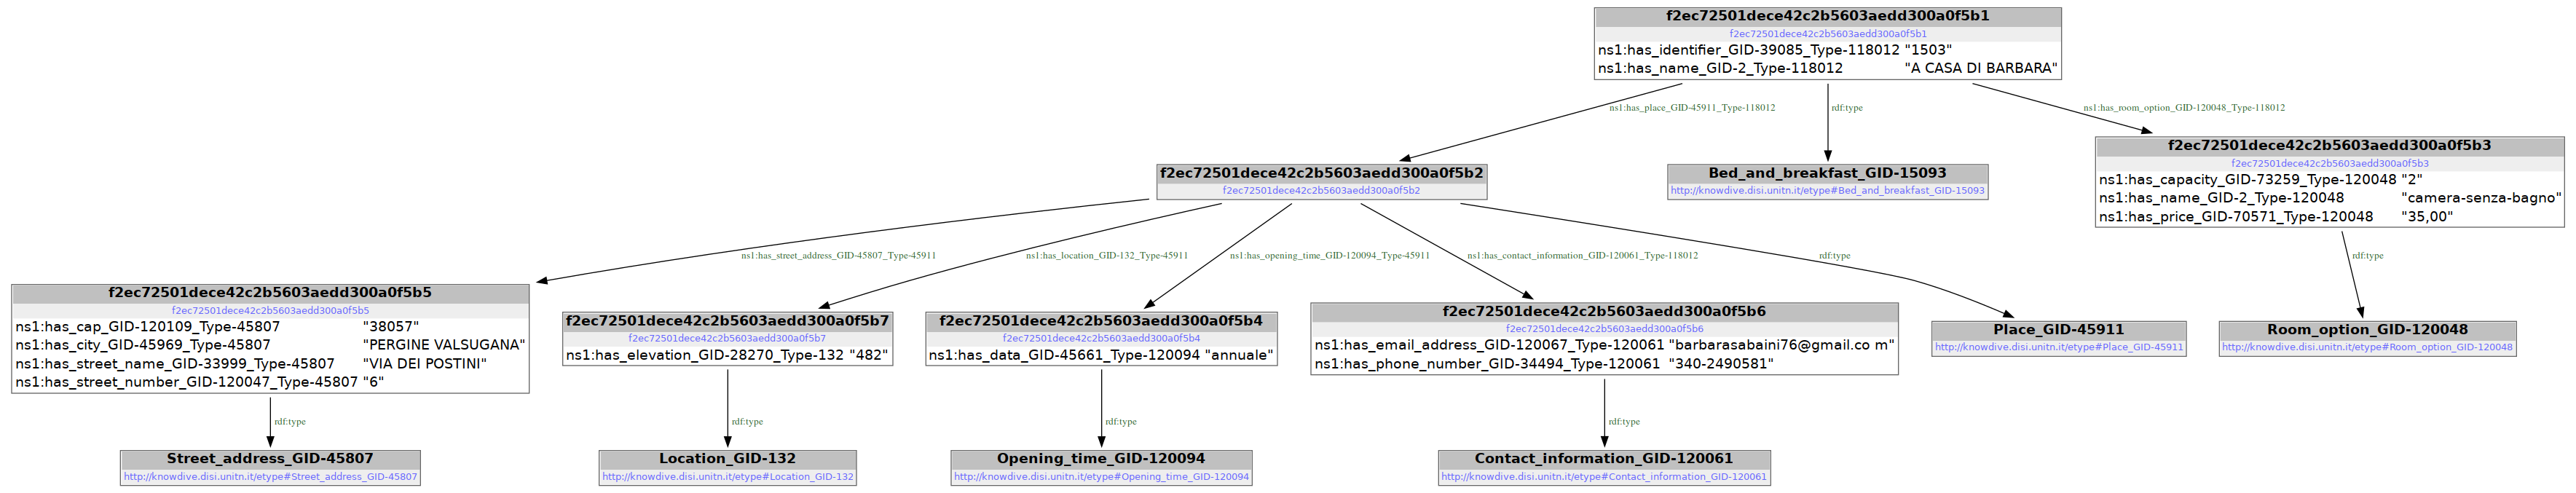 f2ec72501dece42c2b5603aedd300a0f5b1
f2ec72501dece42c2b5603aedd300a0f5b1
ns1:has_identifier_GID-39085_Type-118012 "1503"
ns1:has_name_GID-2_Type-118012 "A CASA DI BARBARA"
ns1:has_place_GID-45911_Type-118012
rdf:type
ns1:has_room_option_GID-120048_Type-118012
f2ec72501dece42c2b5603aedd300a0f5b2
f2ec72501dece42c2b5603aedd300a0f5b2
Bed_and_breakfast_GID-15093
http://knowdive.disi.unitn.it/etype#Bed_and_breakfast_GID-15093
f2ec72501dece42c2b5603aedd300a0f5b3
f2ec72501dece42c2b5603aedd300a0f5b3
ns1:has_capacity_GID-73259_Type-120048 "2"
ns1:has_name_GID-2_Type-120048 "camera-senza-bagno"
ns1:has_price_GID-70571_Type-120048 "35,00"
ns1:has_street_address_GID-45807_Type-45911
ns1:has_location_GID-132_Type-45911
ns1:has_opening_time_GID-120094_Type-45911
ns1:has_contact_information_GID-120061_Type-118012
rdf:type
rdf:type
f2ec72501dece42c2b5603aedd300a0f5b5
f2ec72501dece42c2b5603aedd300a0f5b5
ns1:has_cap_GID-120109_Type-45807 "38057"
ns1:has_city_GID-45969_Type-45807 "PERGINE VALSUGANA"
ns1:has_street_name_GID-33999_Type-45807 "VIA DEI POSTINI"
ns1:has_street_number_GID-120047_Type-45807 "6"
f2ec72501dece42c2b5603aedd300a0f5b7
f2ec72501dece42c2b5603aedd300a0f5b7
ns1:has_elevation_GID-28270_Type-132 "482"
f2ec72501dece42c2b5603aedd300a0f5b4
f2ec72501dece42c2b5603aedd300a0f5b4
ns1:has_data_GID-45661_Type-120094 "annuale"
f2ec72501dece42c2b5603aedd300a0f5b6
f2ec72501dece42c2b5603aedd300a0f5b6
ns1:has_email_address_GID-120067_Type-120061 "barbarasabaini76@gmail.co m"
ns1:has_phone_number_GID-34494_Type-120061 "340-2490581"
Place_GID-45911
http://knowdive.disi.unitn.it/etype#Place_GID-45911
Room_option_GID-120048
http://knowdive.disi.unitn.it/etype#Room_option_GID-120048
rdf:type
rdf:type
rdf:type
rdf:type
Street_address_GID-45807
http://knowdive.disi.unitn.it/etype#Street_address_GID-45807
Location_GID-132
http://knowdive.disi.unitn.it/etype#Location_GID-132
Opening_time_GID-120094
http://knowdive.disi.unitn.it/etype#Opening_time_GID-120094
Contact_information_GID-120061
http://knowdive.disi.unitn.it/etype#Contact_information_GID-120061